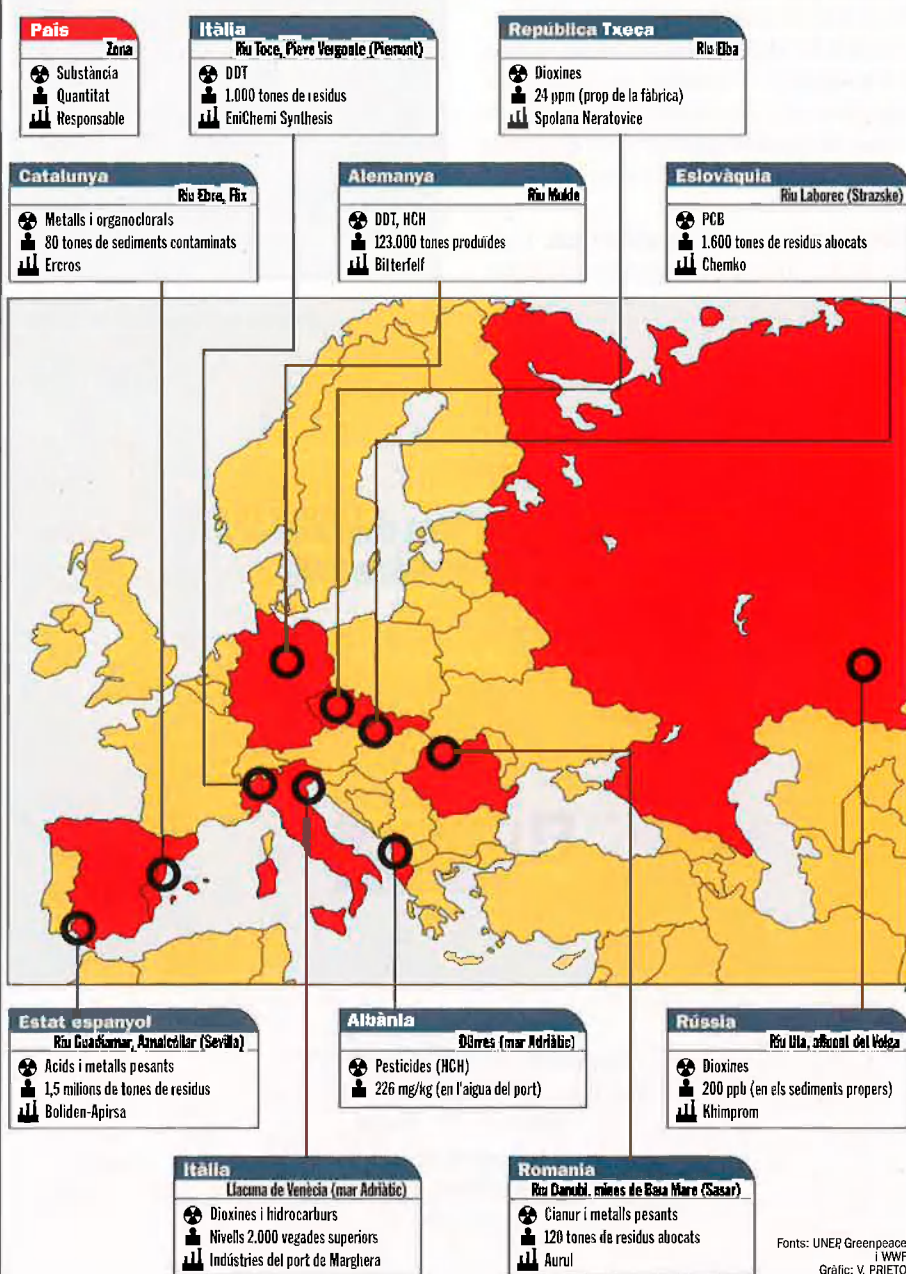 País
Zona
Substància
Quantitat
Responsable
Itàlia
Riu Toce, Pieve Vergonte (Piemont)
DDT
1.000 tones de residus
EniChemi Synthesis
República Txeca
Riu Elba
Dioxines
24 ppm (prop de la fàbrica)
Spolana Neratovice
Catalunya
Riu Ebre, Flix
Metalls i organoclorals
80 tones de sediments contaminats
Ercros
Alemanya
Riu Mulde
DDT, HCH
123.000 tones produïdes
Bilterfelf
Eslovàquia
Riu Laborec (Strazske)
PCB
1.600 tones de residus abocats
Chemko
Estat espanyol
Riu Guadiamar, Aznalcóllar (Sevilla)
Àcids i metalls pesants
1,5 milions de tones de residus
Boliden-Apirsa
Albània
Dürres (mar Adriàtic)
Pesticides (HCH)
226 mg/kg (en l'aigua del port)
Rússia
Riu Ufa, afluent del Volga
Dioxines
200 ppb (en els sediments propers)
Khimprom
Itàlia
Llacuna de Venècia (mar Adriàtic)
Dioxines i hidrocarburs
Nivells 2.000 vegades superiors
Indústries del port de Marghera
Romania
Riu Danubi, mines de Baia Mare (Sasar)
Cianur i metalls pesants
120 tones de residus abocats
Aurul
Fonts: UNEP, Greenpeace
i WWF
Gràfic: V. PRIETO